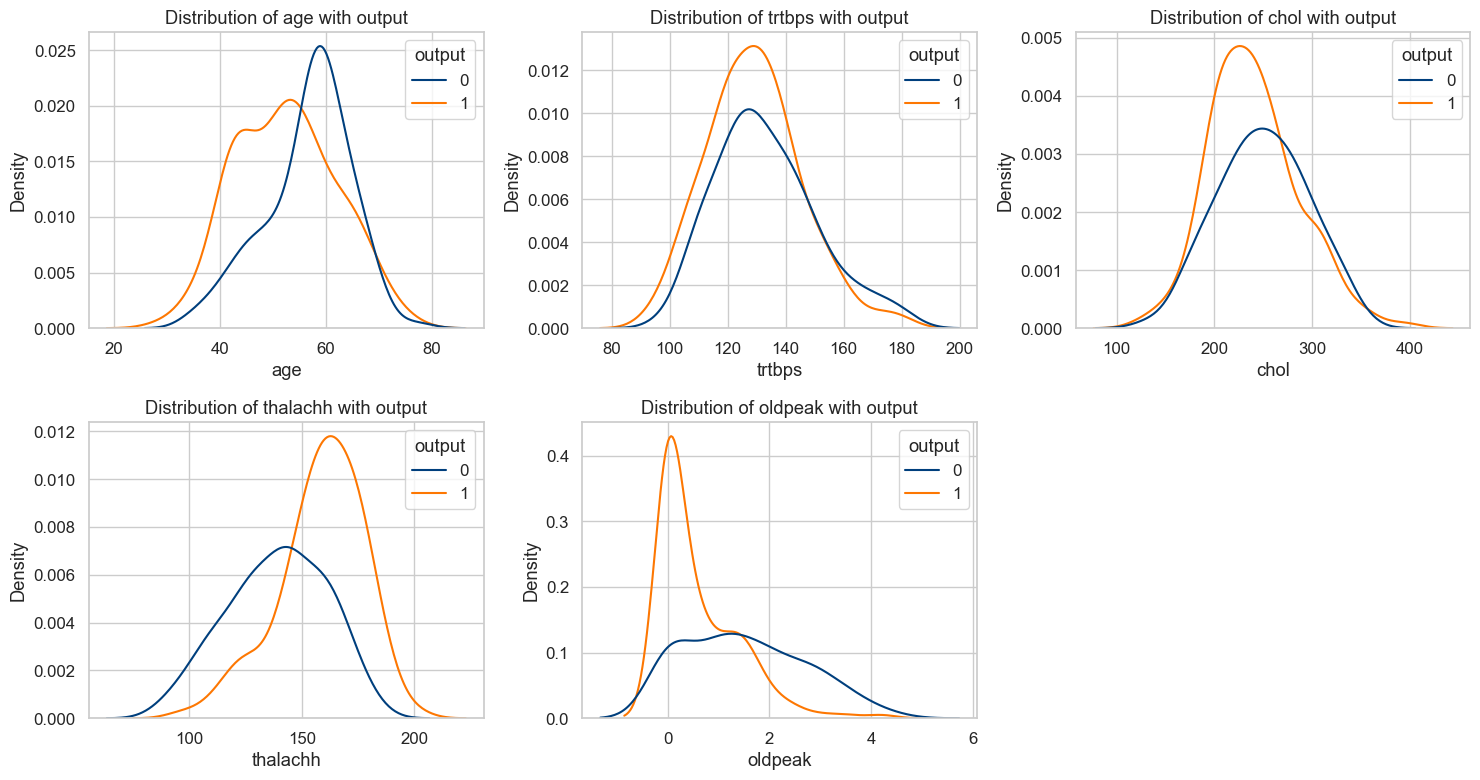 Distribution of age with output
output
0
1
0.025
0.020
0.015
0.010
0.005
0.000
Density
20 40 60 80
age
Distribution of trtbps with output
output
0
1
0.012
0.010
0.008
0.006
0.004
0.002
0.000
Density
80 100 120 140 160 180 200
trtbps
Distribution of chol with output
output
0
1
0.005
0.004
0.003
0.002
0.001
0.000
Density
100 200 300 400
chol
Distribution of thalachh with output
output
0
1
0.012
0.010
0.008
0.006
0.004
0.002
0.000
Density
100 150 200
thalachh
Distribution of oldpeak with output
output
0
1
0.4
0.3
0.2
0.1
0.0
Density
0 2 4 6
oldpeak